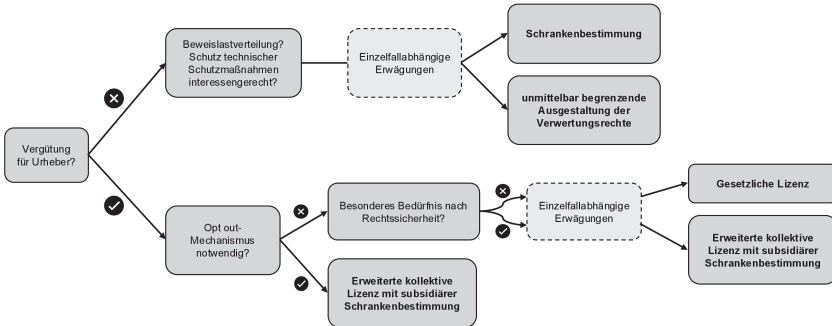 Vergütung
für Urheber?
Beweislastverteilung?
Schutz technischer
Schutzmaßnahmen
interessengerecht?
Einzelfallabhängige
Erwägungen
Schrankenbestimmung
unmittelbar begrenzende
Ausgestaltung der
Verwertungsrechte
Opt out-
Mechanismus
notwendig?
Besonderes Bedürfnis nach
Rechtssicherheit?
Einzelfallabhängige
Erwägungen
Gesetzliche Lizenz
Erweiterte kollektive
Lizenz mit subsidiärer
Schrankenbestimmung
Erweiterte kollektive
Lizenz mit subsidiärer
Schrankenbestimmung